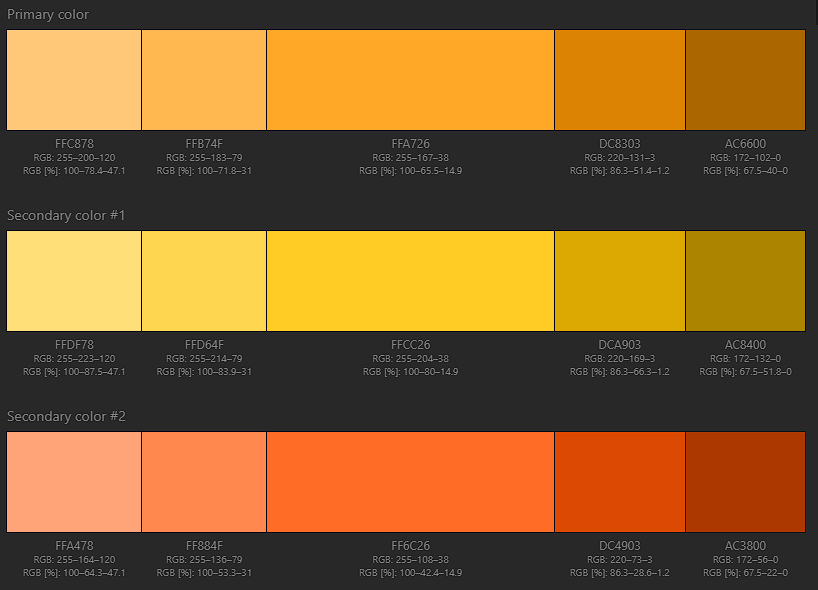 Primary color
FFC878 FFB74F FFA726 DC8303 AC6600
RGB: 255–200–120 RGB: 255–183–79 RGB: 255–167–38 RGB: 220–131–3 RGB: 172–102–0
RGB [%]: 100–78.4–47.1 RGB [%]: 100–71.8–31 RGB [%]: 100–65.5–14.9 RGB [%]: 86.3–51.4–1.2 RGB [%]: 67.5–40–0
Secondary color #1
FFDF78 FFD64F FFCC26 DCA903 AC8400
RGB: 255–223–120 RGB: 255–214–79 RGB: 255–204–38 RGB: 220–169–3 RGB: 172–132–0
RGB [%]: 100–87.5–47.1 RGB [%]: 100–83.9–31 RGB [%]: 100–80–14.9 RGB [%]: 86.3–66.3–1.2 RGB [%]: 67.5–51.8–0
Secondary color #2
FFA478 FF884F FF6C26 DC4903 AC3800
RGB: 255–164–120 RGB: 255–136–79 RGB: 255–108–38 RGB: 220–73–3 RGB: 172–56–0
RGB [%]: 100–64.3–47.1 RGB [%]: 100–53.3–31 RGB [%]: 100–42.4–14.9 RGB [%]: 86.3–28.6–1.2 RGB [%]: 67.5–22–0